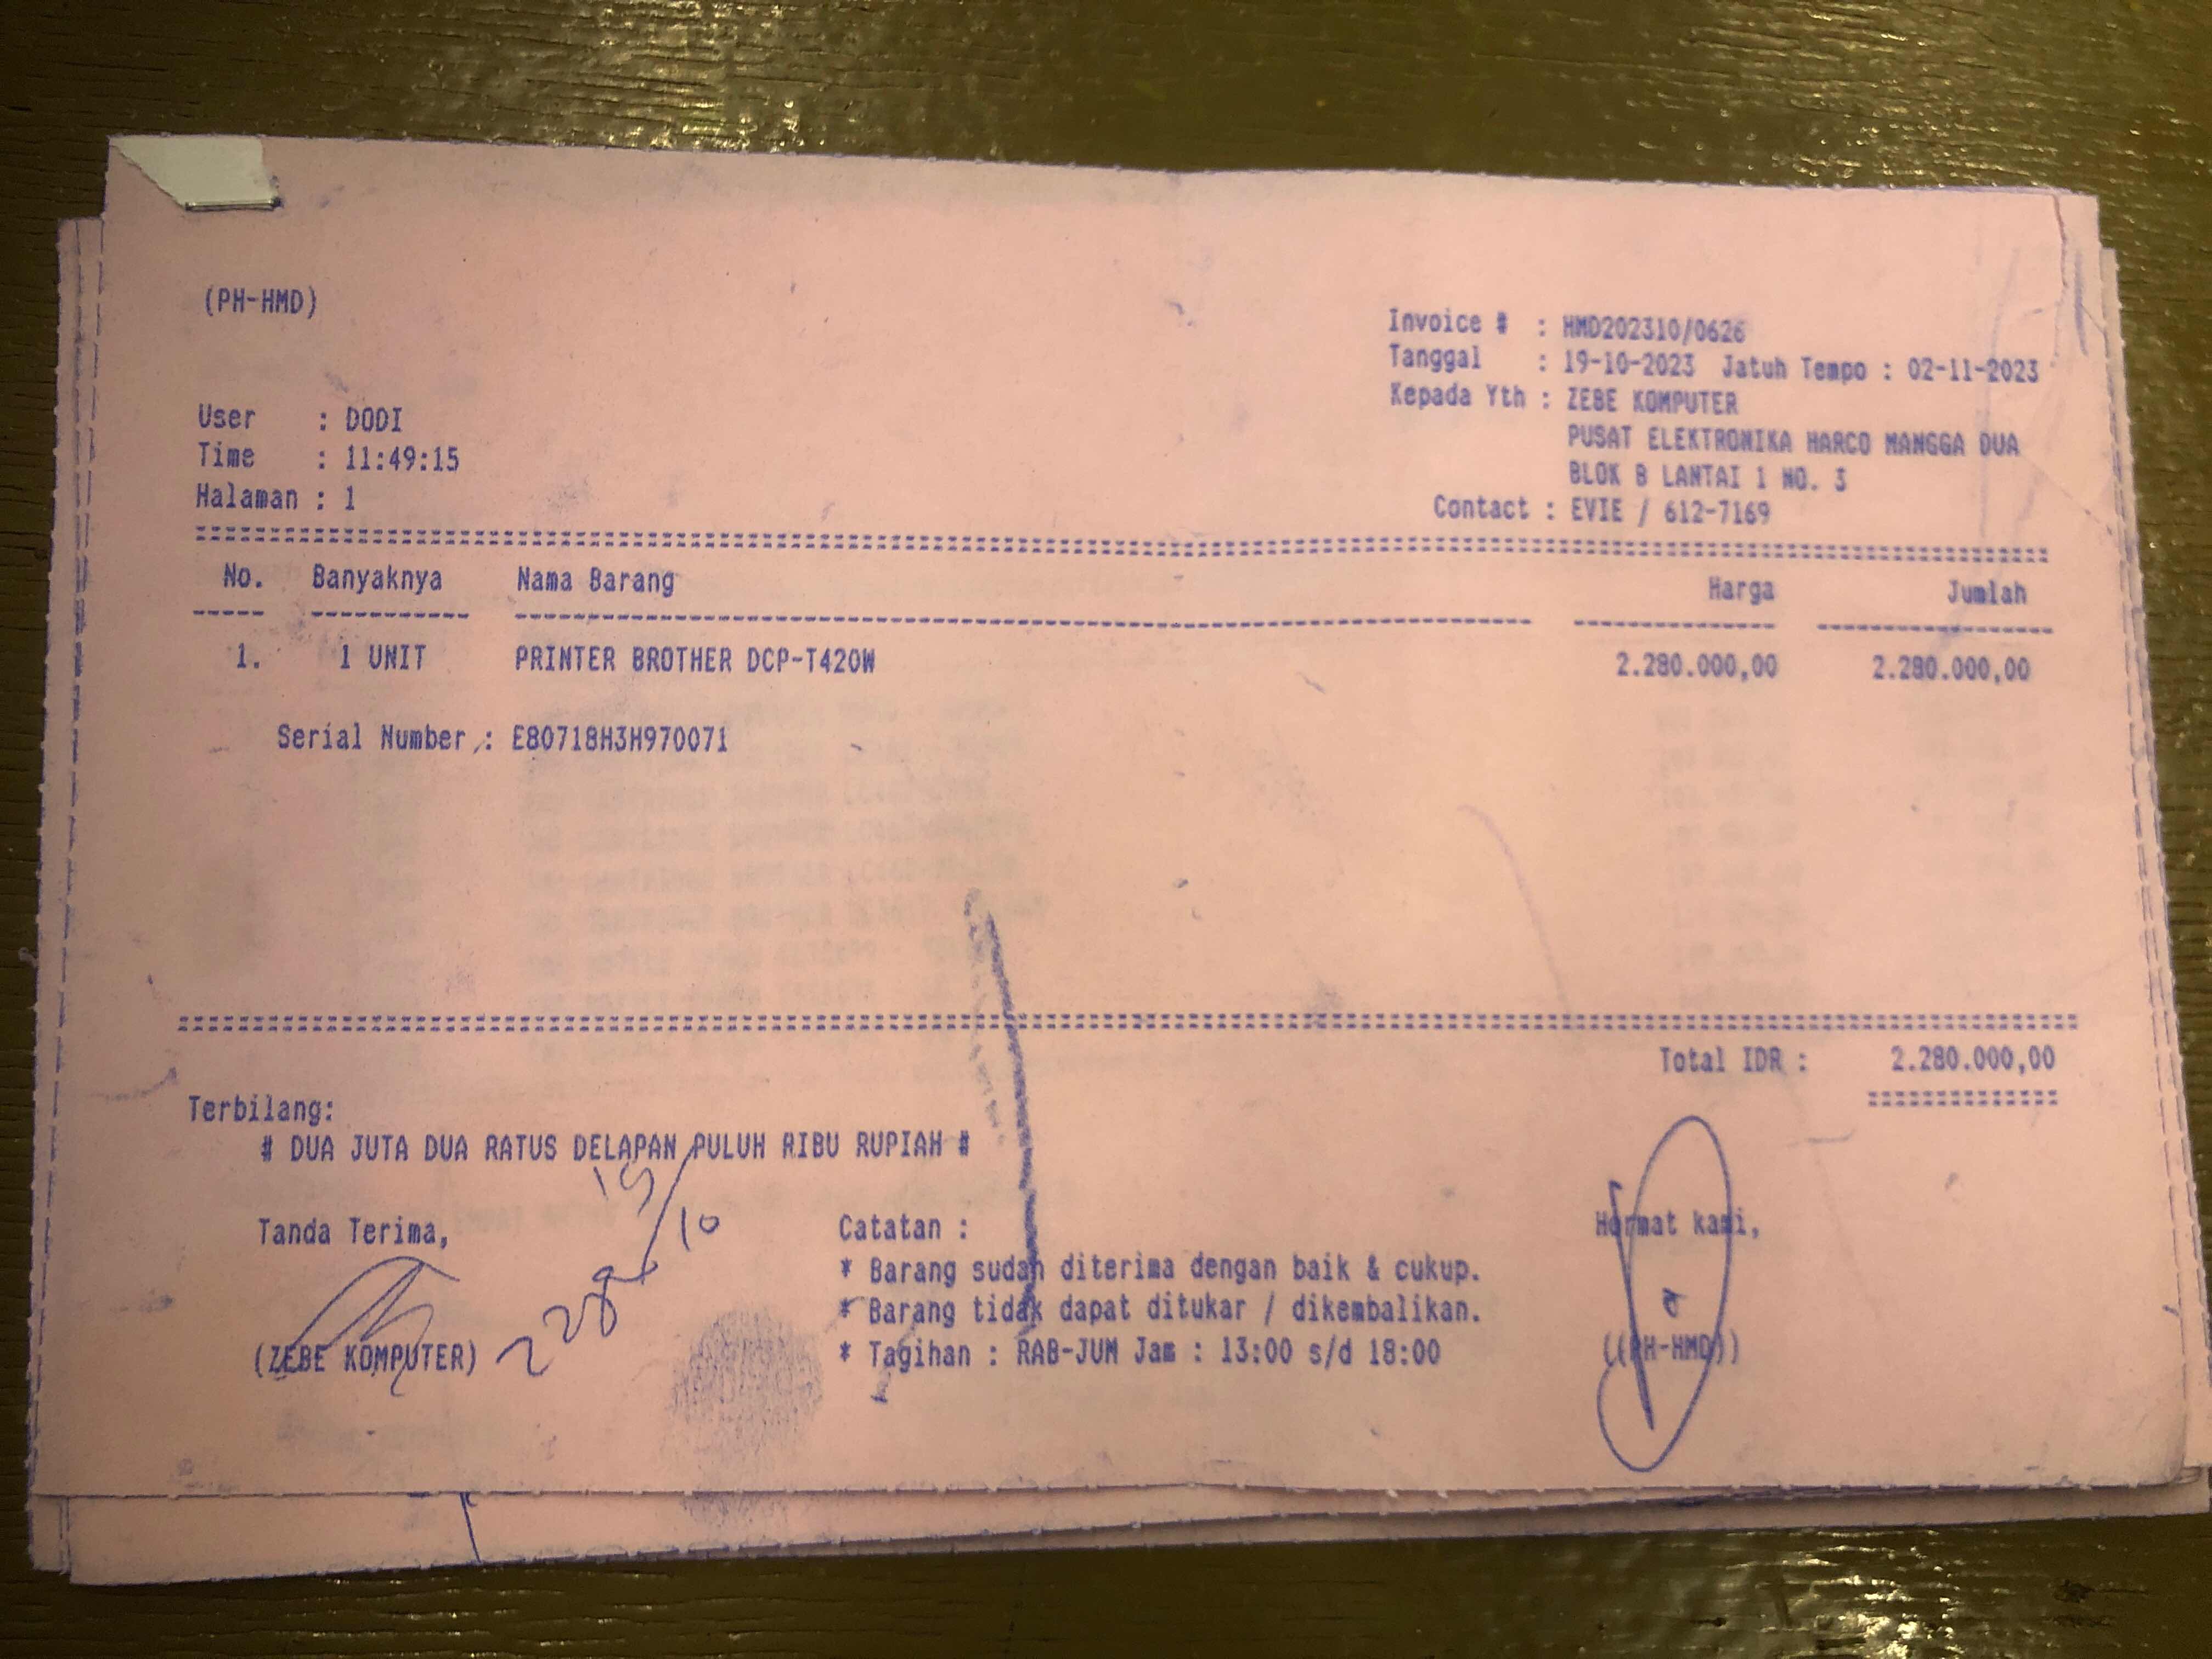 (PH-HMD)
Invoice # : HMD202310/0626
Tanggal : 19-10-2023 Jatuh Tempo : 02-11-2023
Kepada Yth : ZEBE KOMPUTER
PUSAT ELEKTRONIKA HARCO MANGGA DUA
BLOK B LANTAI 1 NO. 3
Contact : EVIE / 612-7169
User : DODI
Time : 11:49:15
Halaman : 1
No. Banyaknya Nama Barang Harga Jumlah
1. 1 UNIT PRINTER BROTHER DCP-T420W 2.280.000,00 2.280.000,00
Serial Number : E80718H3H970071
Total IDR : 2.280.000,00
Terbilang:
# DUA JUTA DUA RATUS DELAPAN PULUH RIBU RUPIAH #
19/10
Tanda Terima,
(ZEBE KOMPUTER)
228
Catatan :
* Barang sudah diterima dengan baik & cukup.
* Barang tidak dapat ditukar / dikembalikan.
* Tagihan : RAB-JUM Jam : 13:00 s/d 18:00
Hormat kami,
((PH-HMD))